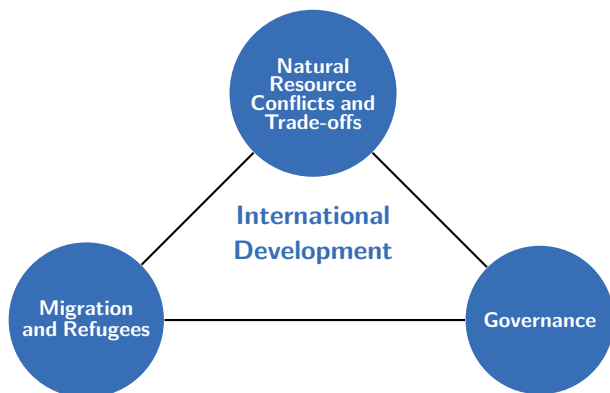 Natural
Resource
Conflicts and
Trade-offs
International
Development
Migration
and Refugees
Governance